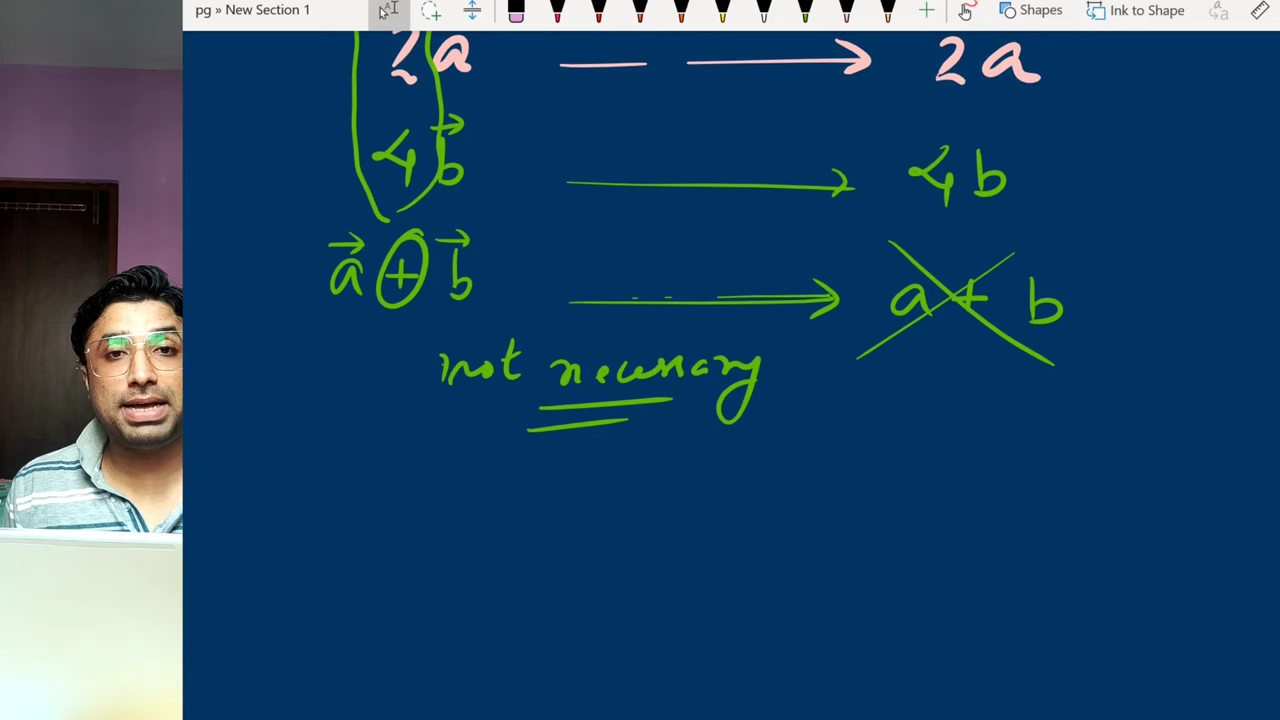 pg » New Section 1 Shapes Ink to Shape
2a → 2a
4b⃗ → 4b
a⃗ + b⃗ → a + b
not necessary